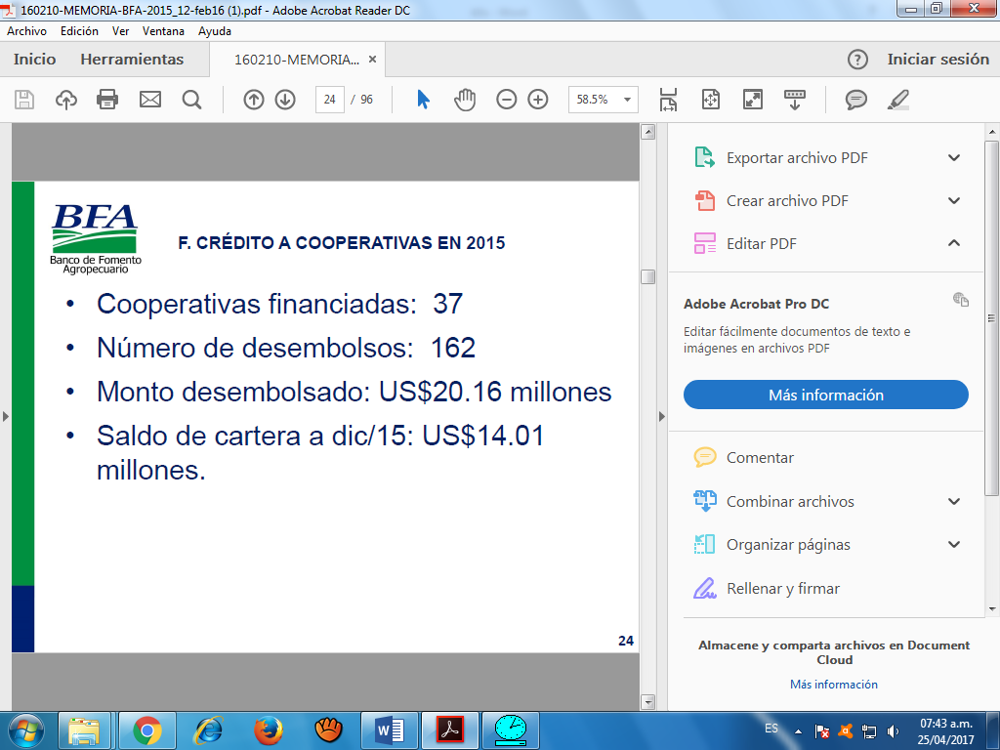 160210-MEMORIA-BFA-2015_12-feb16 (1).pdf - Adobe Acrobat Reader DC
Archivo Edición Ver Ventana Ayuda
Inicio Herramientas 160210-MEMORIA... × Iniciar sesión
24 / 96 58.5%
BFA
Banco de Fomento
Agropecuario
F. CRÉDITO A COOPERATIVAS EN 2015
• Cooperativas financiadas: 37
• Número de desembolsos: 162
• Monto desembolsado: US$20.16 millones
• Saldo de cartera a dic/15: US$14.01
millones.
24
Exportar archivo PDF
Crear archivo PDF
Editar PDF
Adobe Acrobat Pro DC
Editar fácilmente documentos de texto e
imágenes en archivos PDF
Más información
Comentar
Combinar archivos
Organizar páginas
Rellenar y firmar
Almacene y comparta archivos en Document
Cloud
Más información
ES
07:43 a.m.
25/04/2017